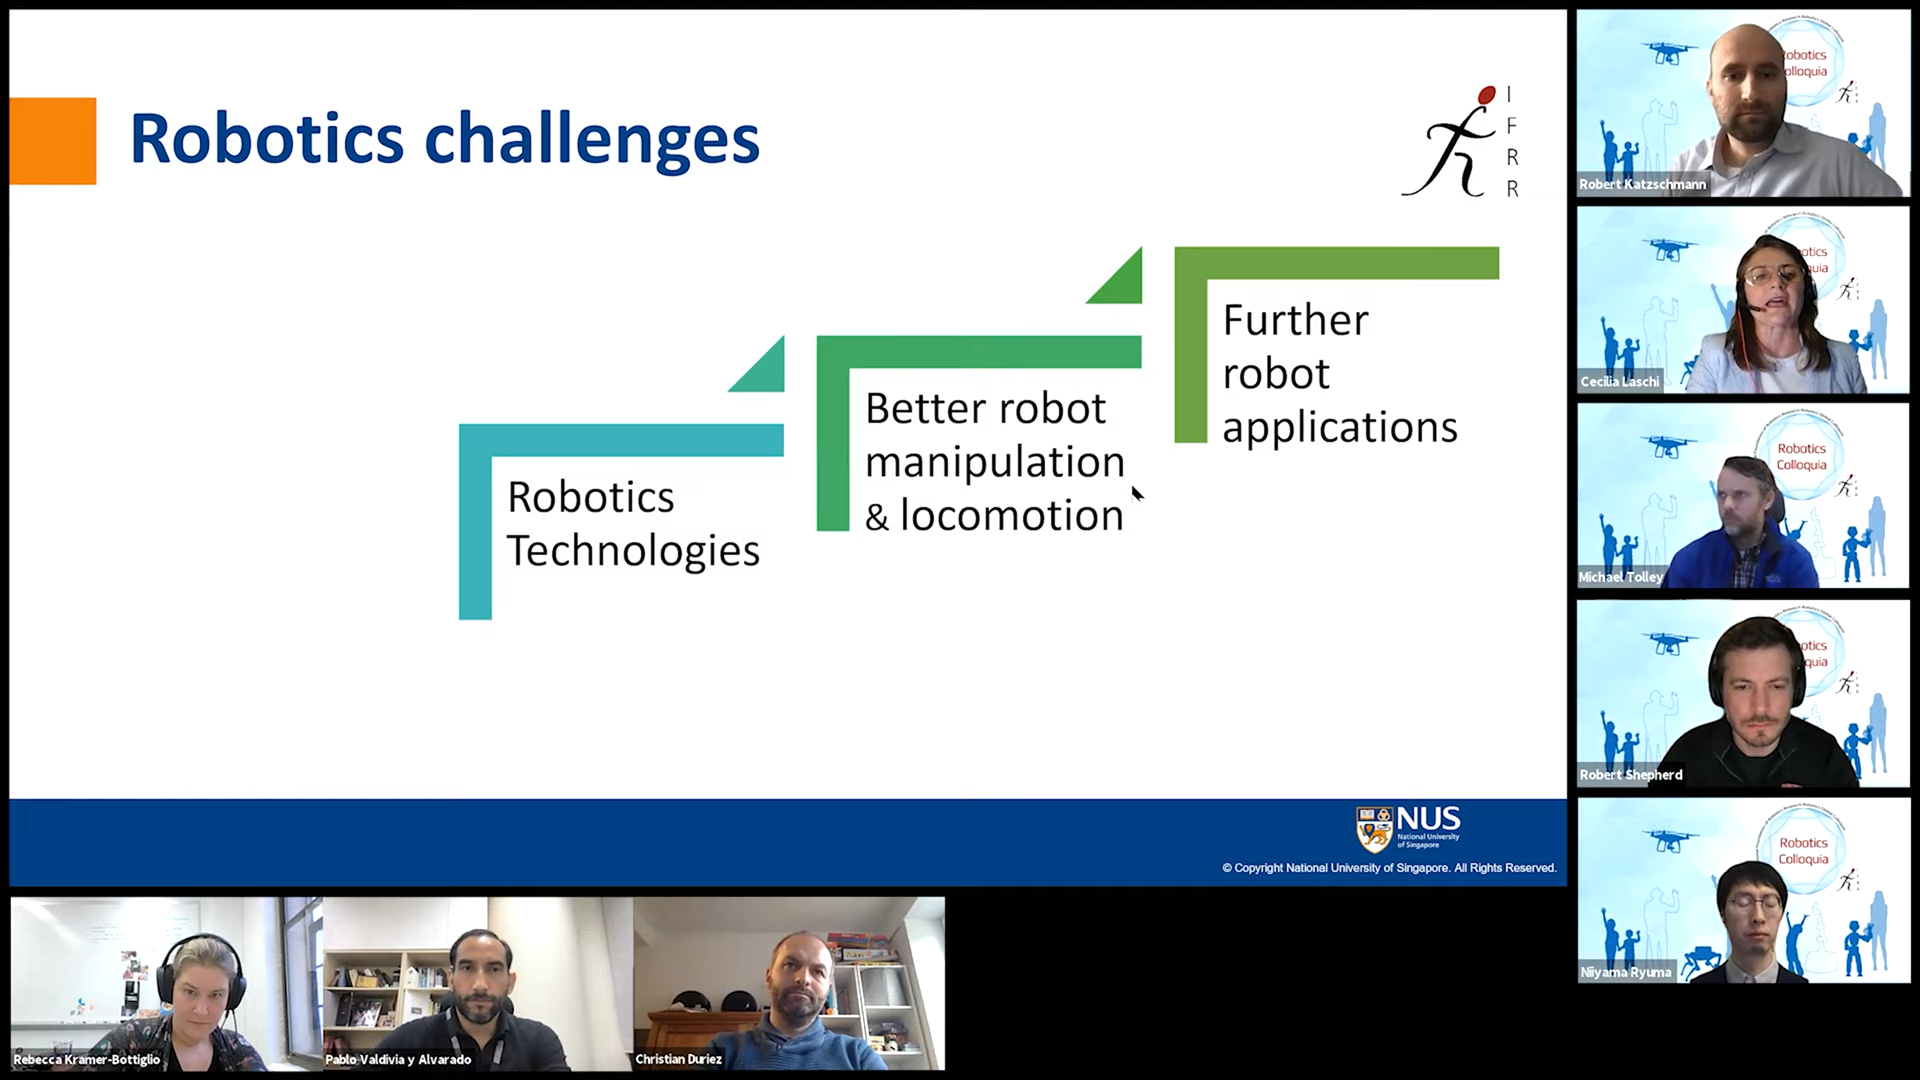 Robotics challenges
I
F
R
R
Robotics
Technologies
Better robot
manipulation
& locomotion
Further
robot
applications
NUS
National University
of Singapore
© Copyright National University of Singapore. All Rights Reserved.
Robert Katzschmann
Cecilia Laschi
Robotics
Colloquia
Michael Tolley
Robert Shepherd
Robotics
Colloquia
Niiyama Ryuma
Rebecca Kramer-Bottiglio
Pablo Valdivia y Alvarado
Christian Duriez